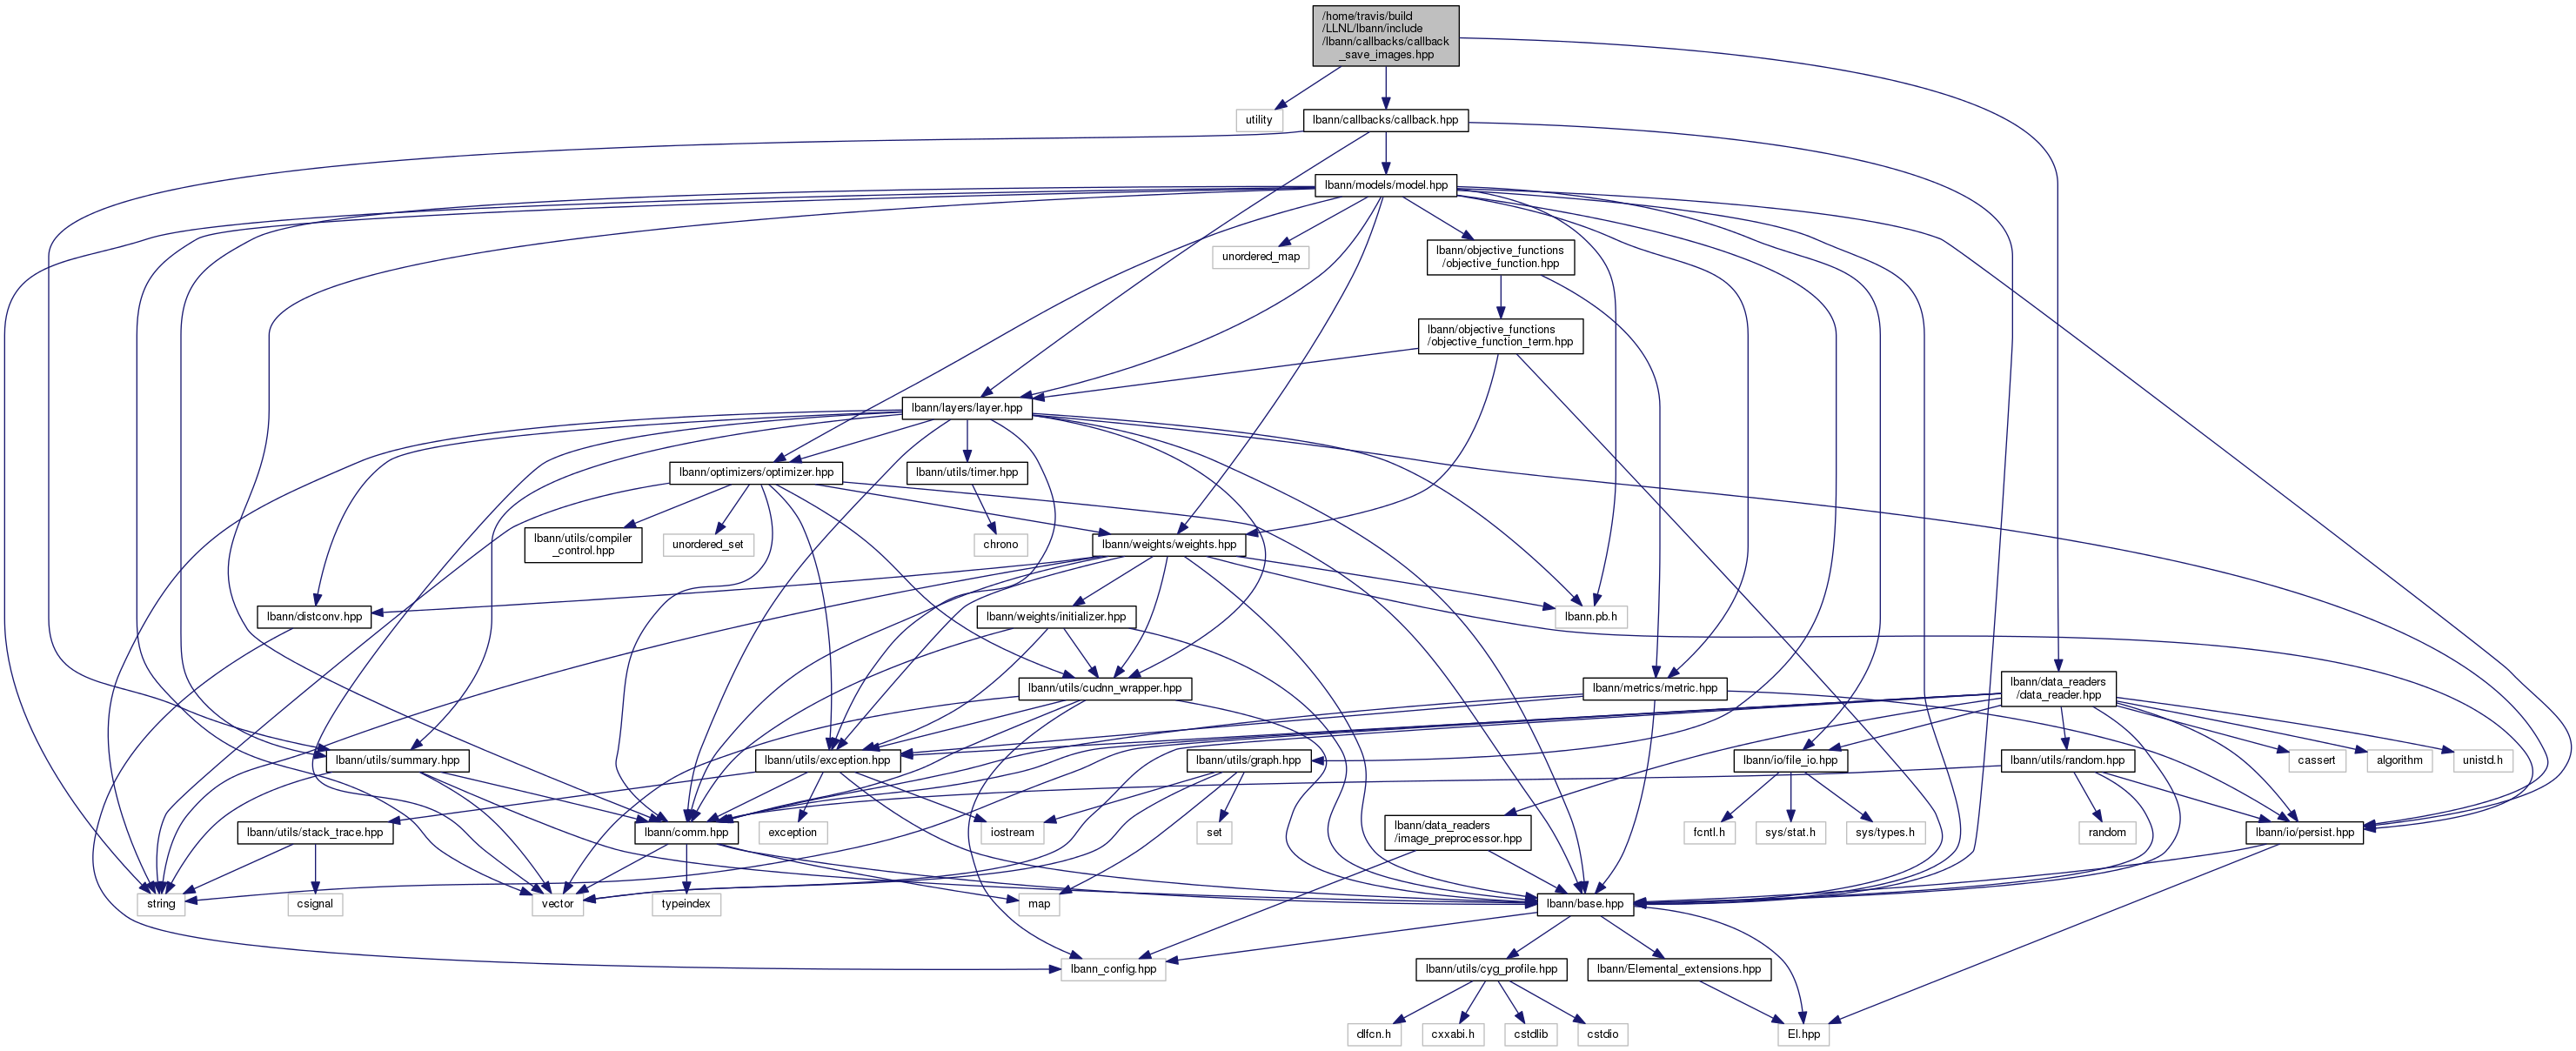 /home/travis/build
/LLNL/lbann/include
/lbann/callbacks/callback
_save_images.hpp
utility
lbann/callbacks/callback.hpp
lbann/models/model.hpp
unordered_map
lbann/objective_functions
/objective_function.hpp
lbann/objective_functions
/objective_function_term.hpp
lbann/layers/layer.hpp
lbann/optimizers/optimizer.hpp
lbann/utils/timer.hpp
lbann/utils/compiler
_control.hpp
unordered_set
chrono
lbann/weights/weights.hpp
lbann/distconv.hpp
lbann/weights/initializer.hpp
lbann.pb.h
lbann/utils/cudnn_wrapper.hpp
lbann/metrics/metric.hpp
lbann/data_readers
/data_reader.hpp
lbann/utils/summary.hpp
lbann/utils/exception.hpp
lbann/utils/graph.hpp
lbann/io/file_io.hpp
lbann/utils/random.hpp
cassert
algorithm
unistd.h
lbann/utils/stack_trace.hpp
lbann/comm.hpp
exception
iostream
set
lbann/data_readers
/image_preprocessor.hpp
fcntl.h
sys/stat.h
sys/types.h
random
lbann/io/persist.hpp
string
csignal
vector
typeindex
map
lbann/base.hpp
lbann_config.hpp
lbann/utils/cyg_profile.hpp
lbann/Elemental_extensions.hpp
dlfcn.h
cxxabi.h
cstdlib
cstdio
El.hpp